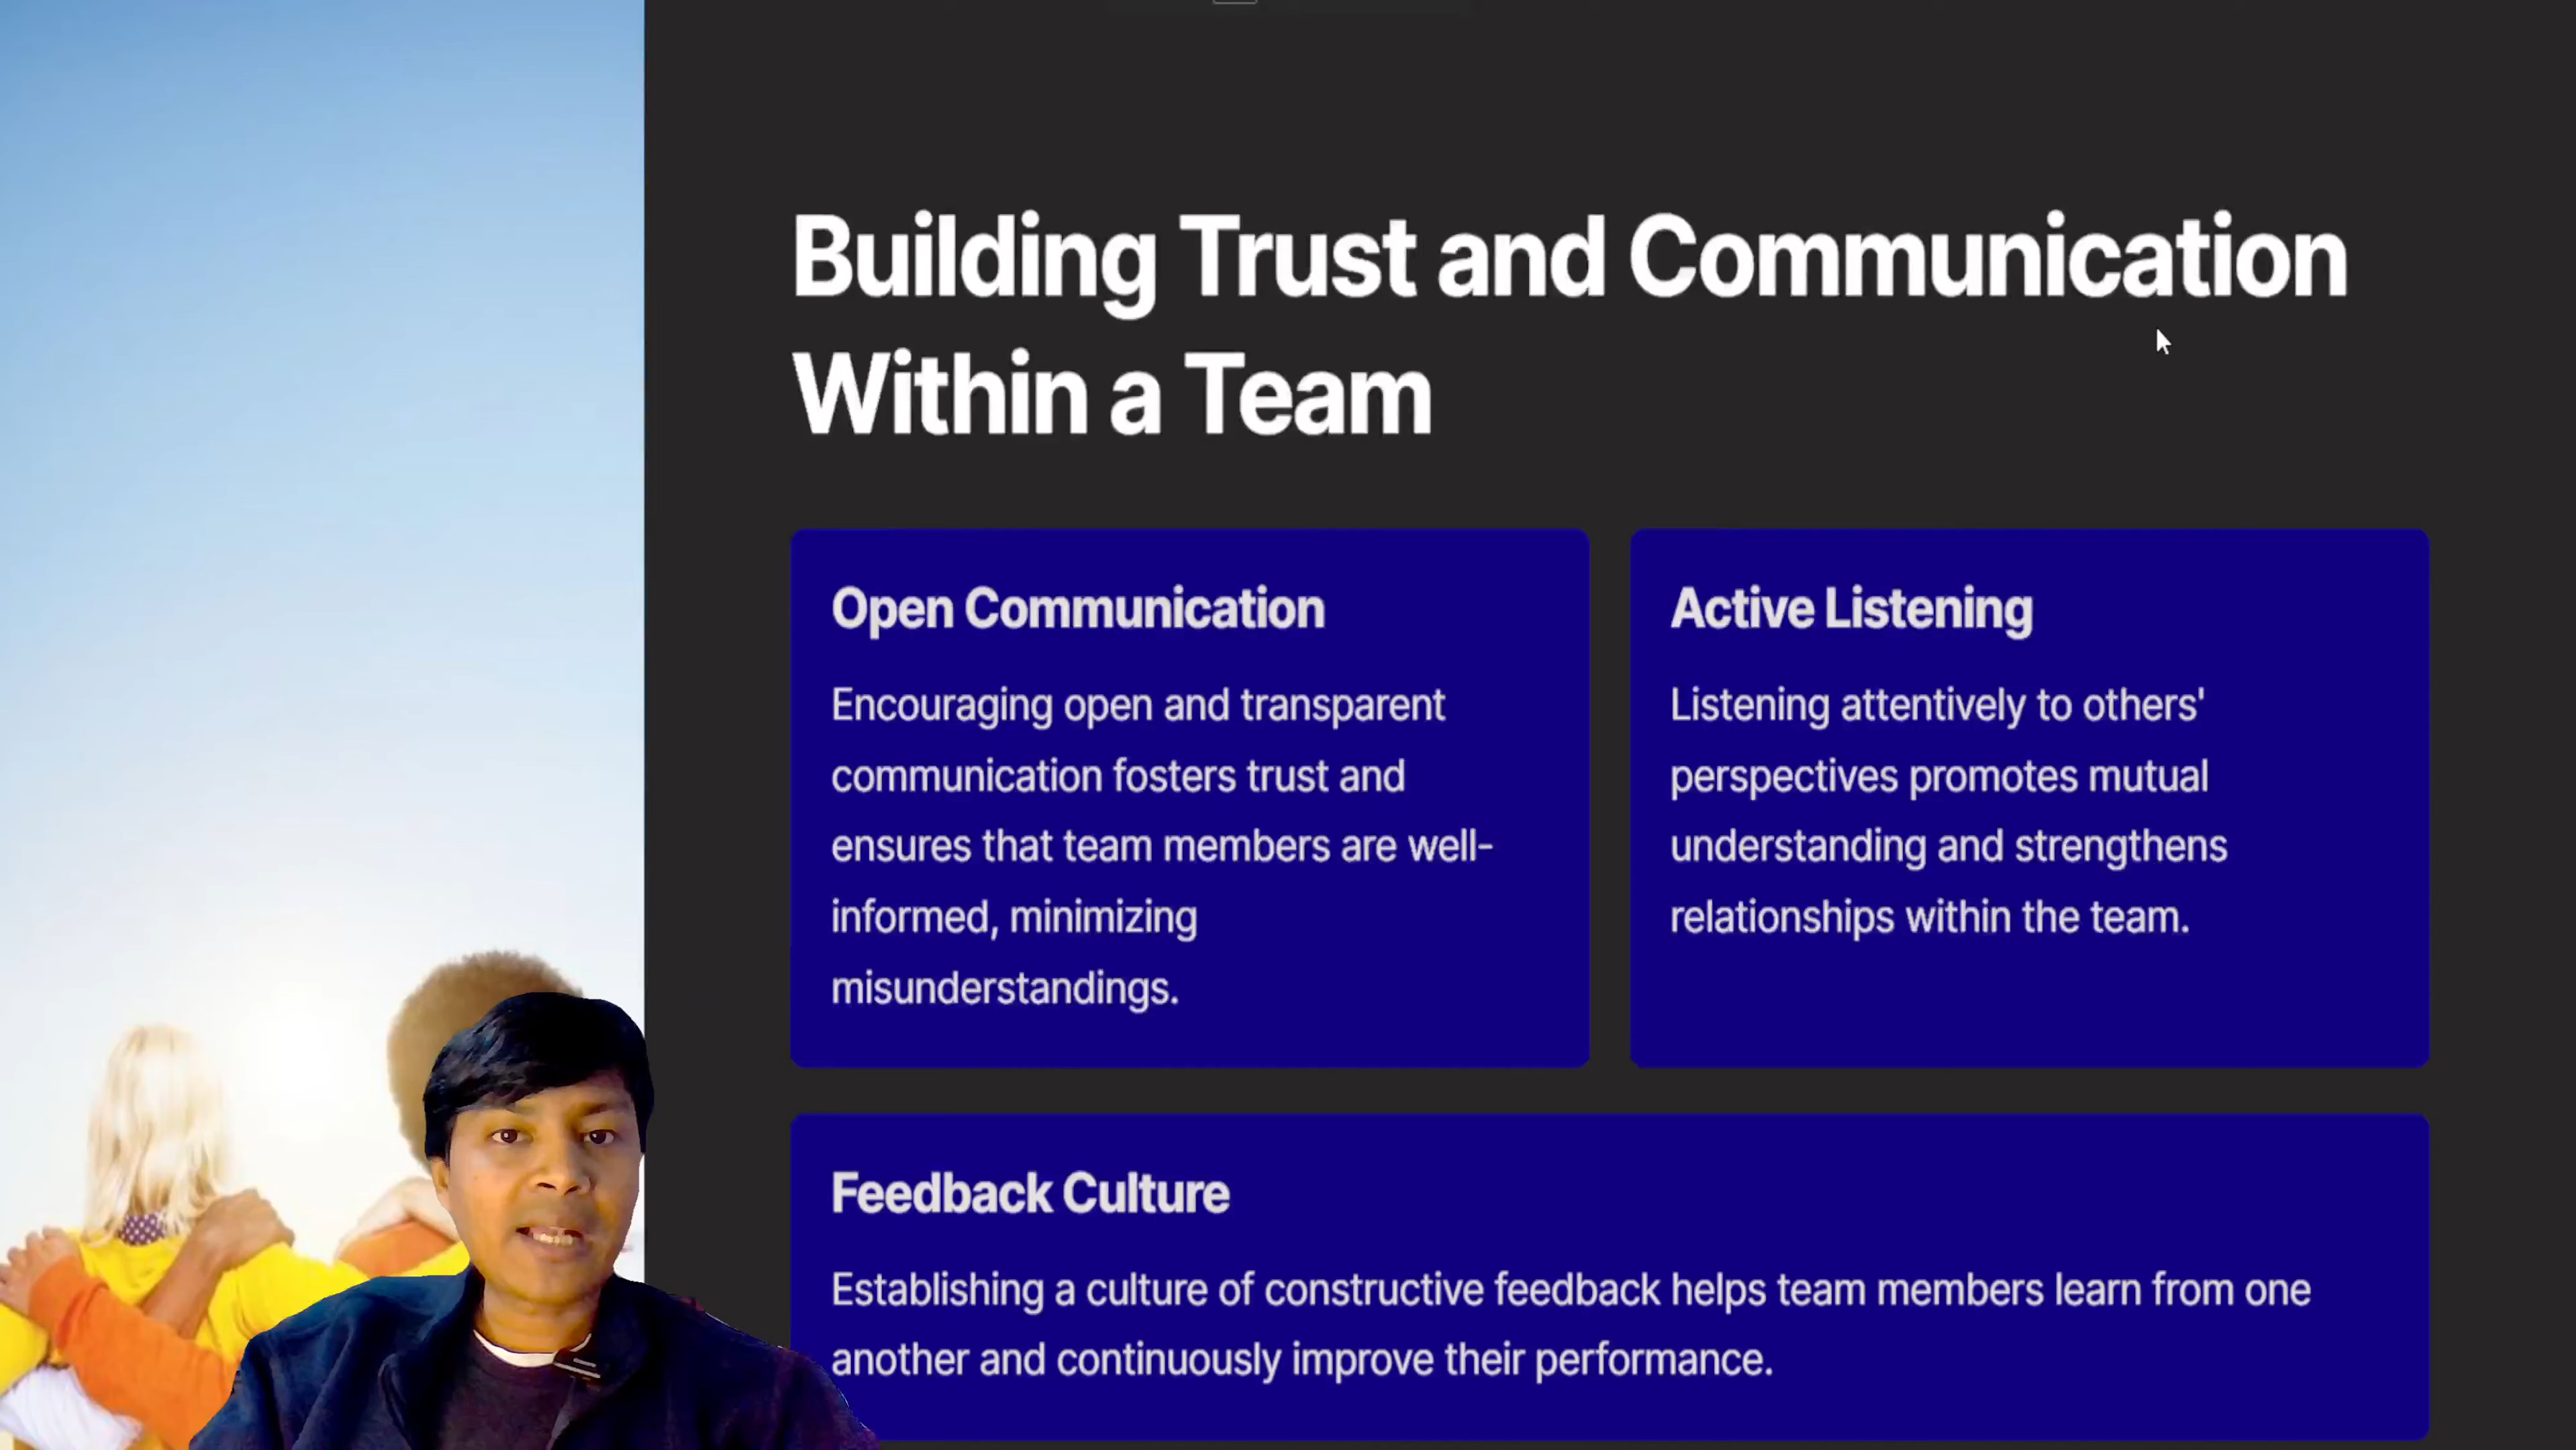 Building Trust and Communication
Within a Team
Open Communication
Encouraging open and transparent
communication fosters trust and
ensures that team members are well-
informed, minimizing
misunderstandings.
Active Listening
Listening attentively to others'
perspectives promotes mutual
understanding and strengthens
relationships within the team.
Feedback Culture
Establishing a culture of constructive feedback helps team members learn from one
another and continuously improve their performance.